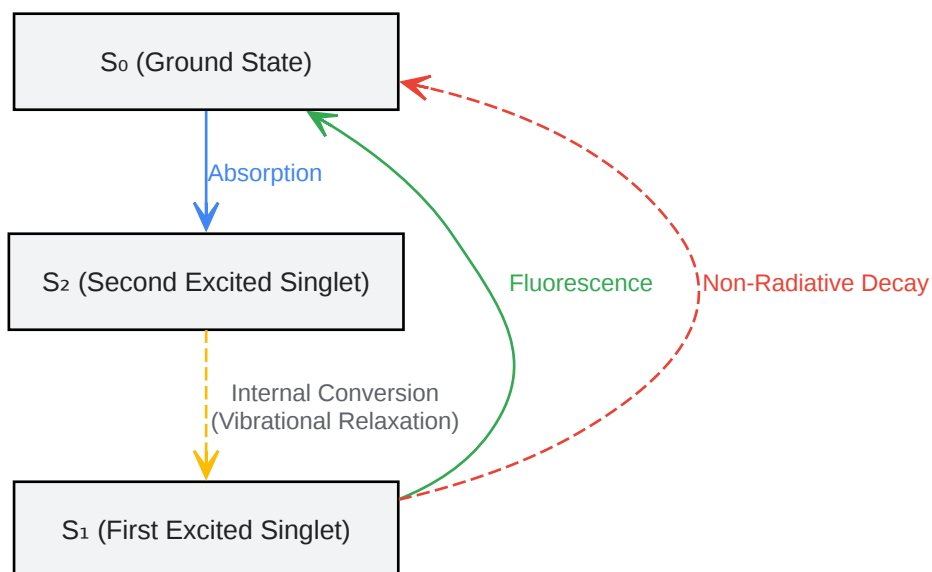 S₀ (Ground State)
Absorption
S₂ (Second Excited Singlet)
Fluorescence
Non-Radiative Decay
Internal Conversion
(Vibrational Relaxation)
S₁ (First Excited Singlet)